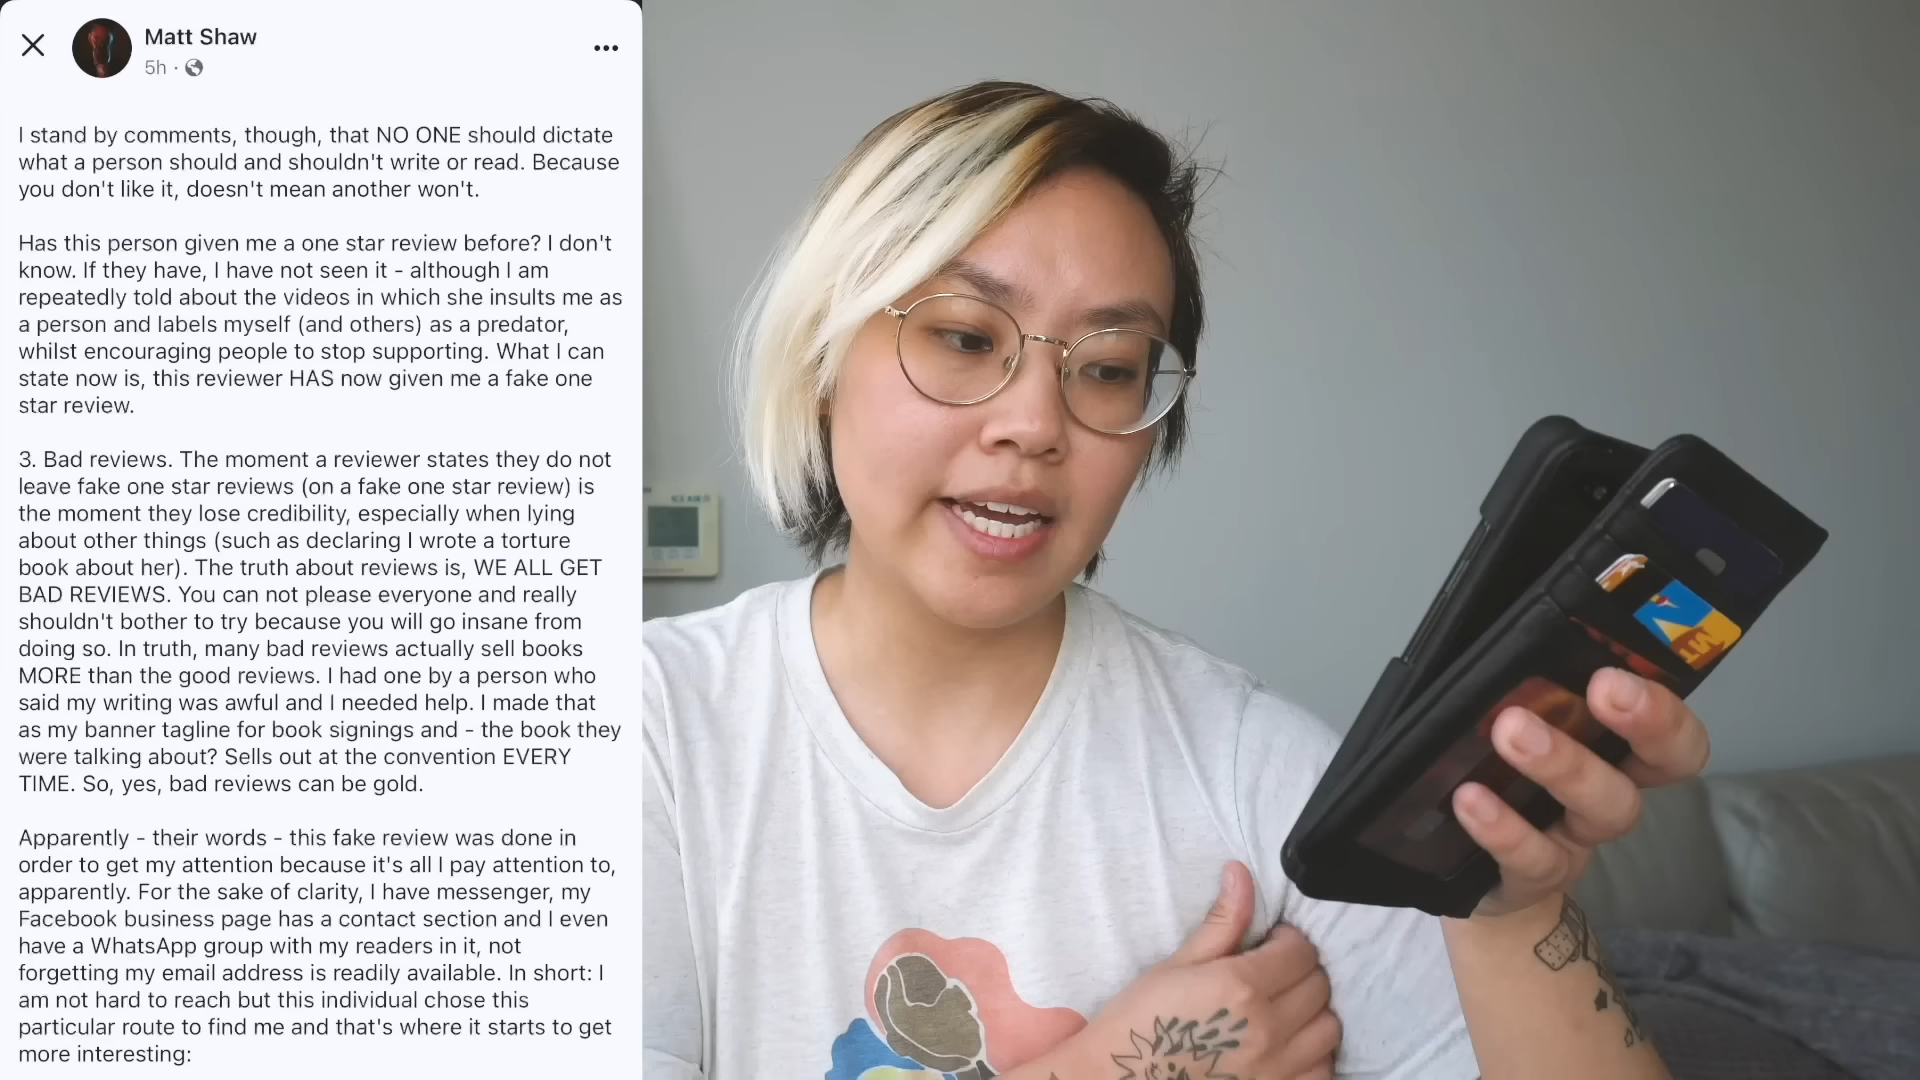 Matt Shaw
5h ·
I stand by comments, though, that NO ONE should dictate
what a person should and shouldn't write or read. Because
you don't like it, doesn't mean another won't.
Has this person given me a one star review before? I don't
know. If they have, I have not seen it - although I am
repeatedly told about the videos in which she insults me as
a person and labels myself (and others) as a predator,
whilst encouraging people to stop supporting. What I can
state now is, this reviewer HAS now given me a fake one
star review.
3. Bad reviews. The moment a reviewer states they do not
leave fake one star reviews (on a fake one star review) is
the moment they lose credibility, especially when lying
about other things (such as declaring I wrote a torture
book about her). The truth about reviews is, WE ALL GET
BAD REVIEWS. You can not please everyone and really
shouldn't bother to try because you will go insane from
doing so. In truth, many bad reviews actually sell books
MORE than the good reviews. I had one by a person who
said my writing was awful and I needed help. I made that
as my banner tagline for book signings and - the book they
were talking about? Sells out at the convention EVERY
TIME. So, yes, bad reviews can be gold.
Apparently - their words - this fake review was done in
order to get my attention because it's all I pay attention to,
apparently. For the sake of clarity, I have messenger, my
Facebook business page has a contact section and I even
have a WhatsApp group with my readers in it, not
forgetting my email address is readily available. In short: I
am not hard to reach but this individual chose this
particular route to find me and that's where it starts to get
more interesting: